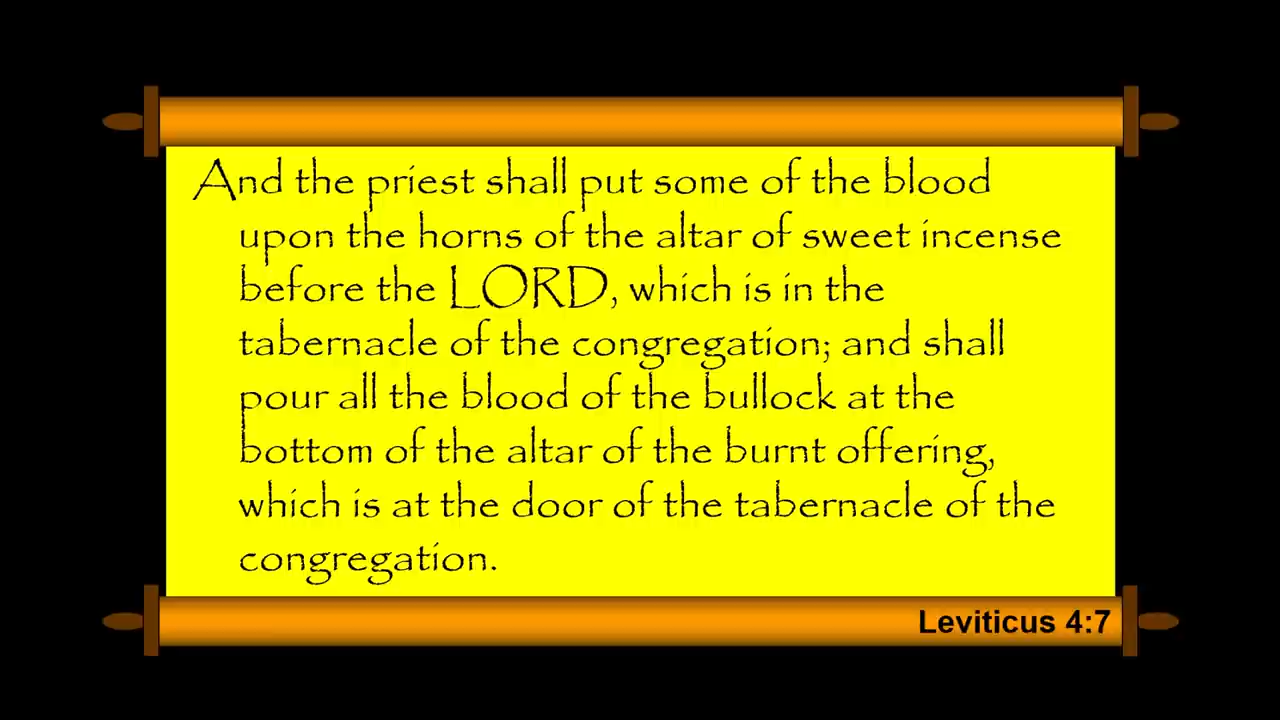 And the priest shall put some of the blood
upon the horns of the altar of sweet incense
before the LORD, which is in the
tabernacle of the congregation; and shall
pour all the blood of the bullock at the
bottom of the altar of the burnt offering,
which is at the door of the tabernacle of the
congregation.
Leviticus 4:7